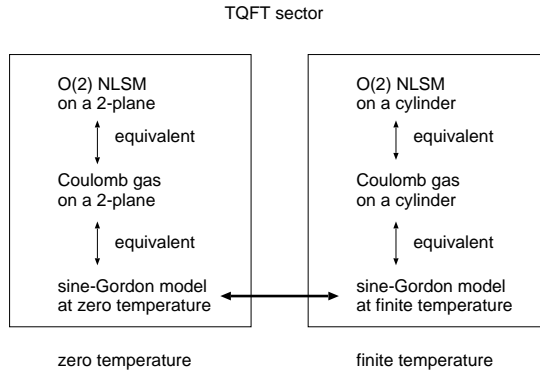 TQFT sector
O(2) NLSM
on a 2-plane
equivalent
Coulomb gas
on a 2-plane
equivalent
sine-Gordon model
at zero temperature
zero temperature
O(2) NLSM
on a cylinder
equivalent
Coulomb gas
on a cylinder
equivalent
sine-Gordon model
at finite temperature
finite temperature